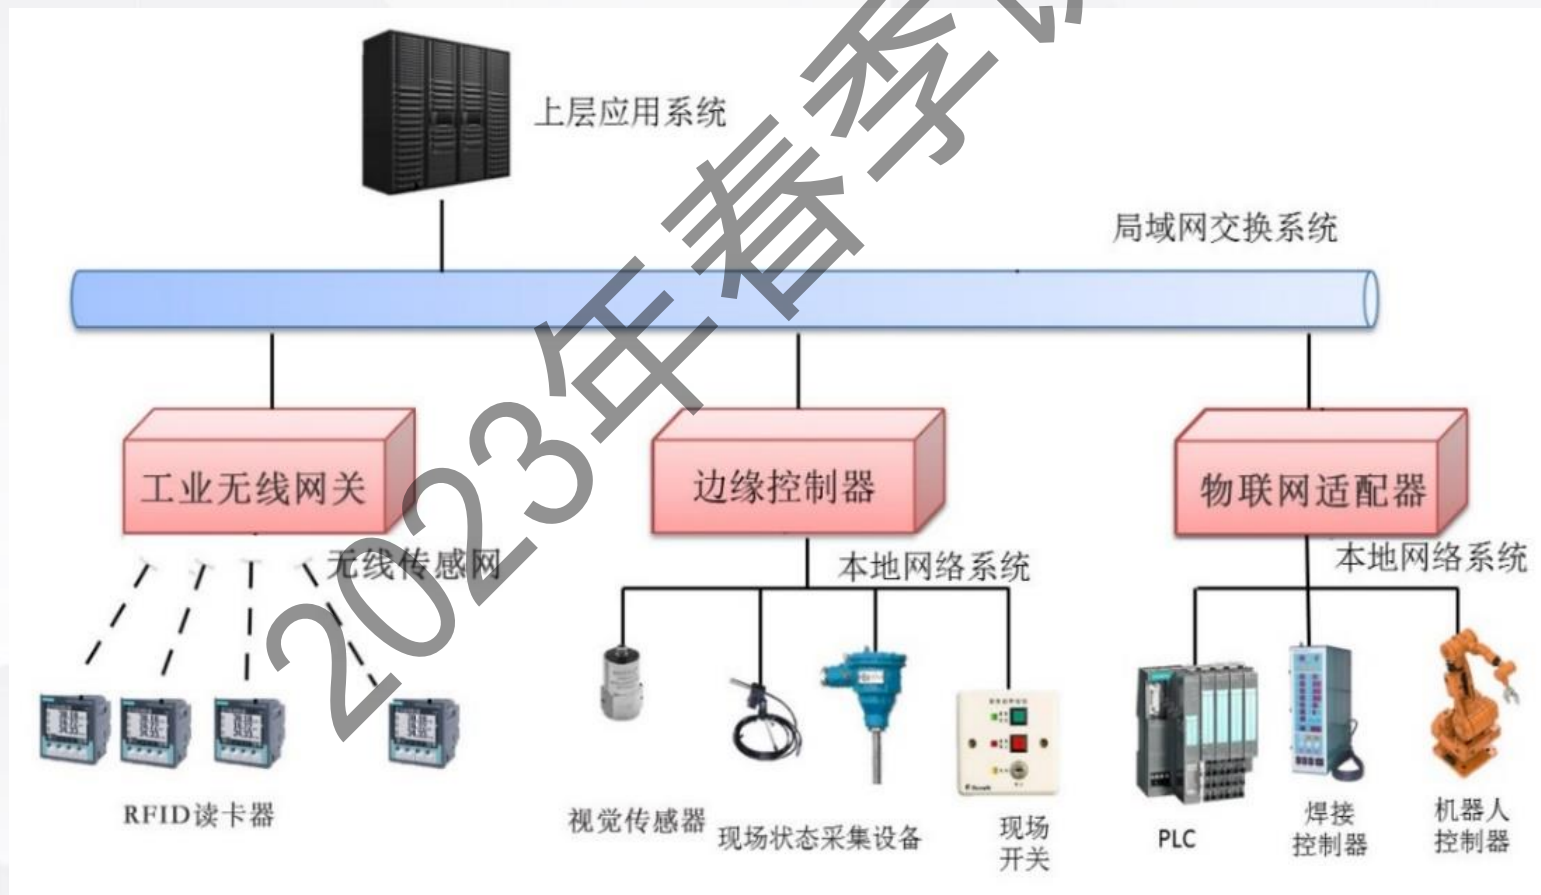 上层应用系统
局域网交换系统
工业无线网关
边缘控制器
物联网适配器
无线传感网
本地网络系统
本地网络系统
RFID读卡器
视觉传感器
现场状态采集设备
现场
开关
PLC
焊接
控制器
机器人
控制器
2023年春季